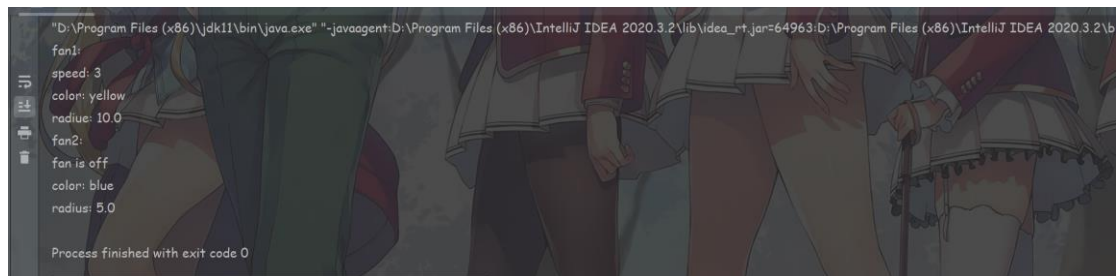 "D:\Program Files (x86)\jdk11\bin\java.exe" "-javaagent:D:\Program Files (x86)\IntelliJ IDEA 2020.3.2\lib\idea_rt.jar=64963:D:\Program Files (x86)\IntelliJ IDEA 2020.3.2\b
fan1:
speed: 3
color: yellow
radiue: 10.0
fan2:
fan is off
color: blue
radius: 5.0
Process finished with exit code 0